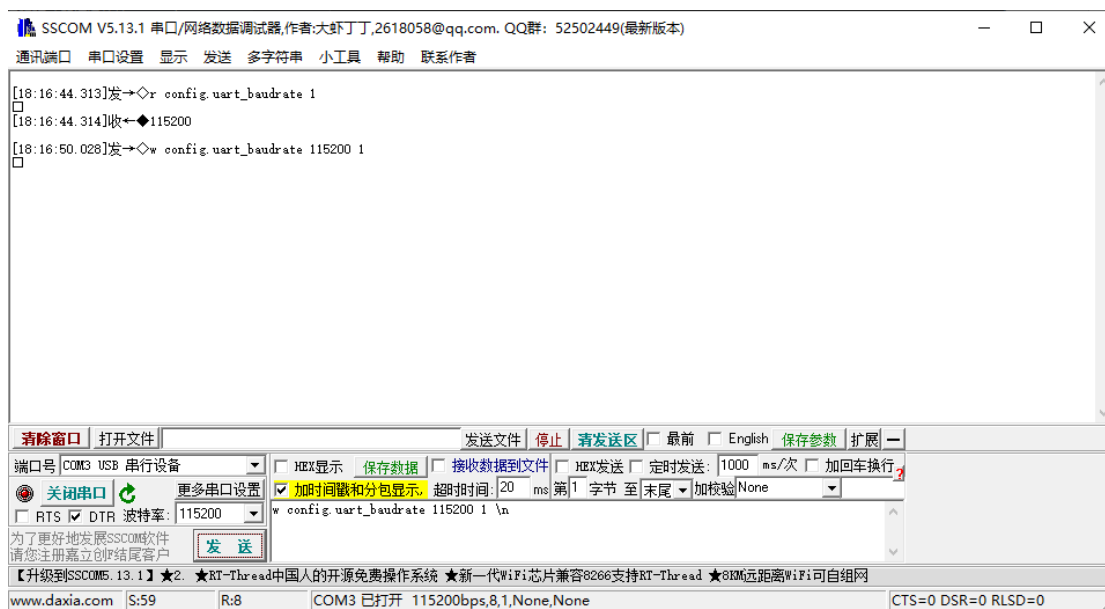 SSCOM V5.13.1 串口/网络数据调试器,作者:大虾丁丁,2618058@qq.com. QQ群: 52502449(最新版本)
通讯端口 串口设置 显示 发送 多字符串 小工具 帮助 联系作者
[18:16:44.313]发→◇r config.uart_baudrate 1
□
[18:16:44.314]收←◆115200
[18:16:50.028]发→◇w config.uart_baudrate 115200 1
□
清除窗口 打开文件 发送文件 停止 清发送区 最前 English 保存参数 扩展 —
端口号 COM3 USB 串行设备 HEX显示 保存数据 接收数据到文件 HEX发送 定时发送: 1000 ms/次 加回车换行 ?
关闭串口 更多串口设置 加时间戳和分包显示, 超时时间: 20 ms 第1 字节 至 末尾 加校验 None
RTS DTR 波特率: 115200 w config.uart_baudrate 115200 1 \n
为了更好地发展SSCOM软件
请您注册嘉立创F结尾客户
发 送
【升级到SSCOM5.13.1】★2. ★RT-Thread中国人的开源免费操作系统 ★新一代WiFi芯片兼容8266支持RT-Thread ★8KM远距离WiFi可自组网
www.daxia.com S:59 R:8 COM3 已打开 115200bps,8,1,None,None CTS=0 DSR=0 RLSD=0